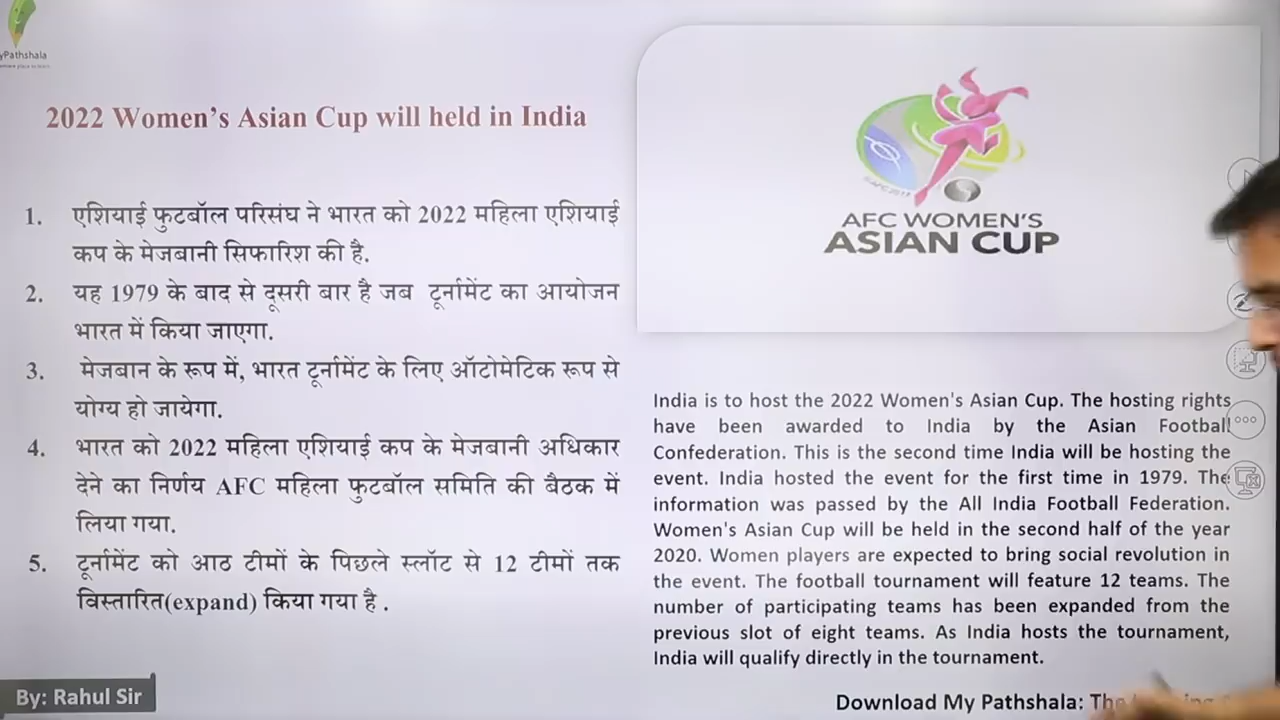 yPathshala
2022 Women's Asian Cup will held in India
1. एशियाई फुटबॉल परिसंघ ने भारत को 2022 महिला एशियाई
कप के मेजबानी सिफारिश की है.
2. यह 1979 के बाद से दूसरी बार है जब टूर्नामेंट का आयोजन
भारत में किया जाएगा.
3. मेजबान के रूप में, भारत टूर्नामेंट के लिए ऑटोमेटिक रूप से
योग्य हो जायेगा.
4. भारत को 2022 महिला एशियाई कप के मेजबानी अधिकार
देने का निर्णय AFC महिला फुटबॉल समिति की बैठक में
लिया गया.
5. टूर्नामेंट को आठ टीमों के पिछले स्लॉट से 12 टीमों तक
विस्तारित(expand) किया गया है .
By: Rahul Sir
AFC WOMEN'S
ASIAN CUP
India is to host the 2022 Women's Asian Cup. The hosting rights
have been awarded to India by the Asian Football
Confederation. This is the second time India will be hosting the
event. India hosted the event for the first time in 1979. The
information was passed by the All India Football Federation.
Women's Asian Cup will be held in the second half of the year
2020. Women players are expected to bring social revolution in
the event. The football tournament will feature 12 teams. The
number of participating teams has been expanded from the
previous slot of eight teams. As India hosts the tournament,
India will qualify directly in the tournament.
Download My Pathshala: The